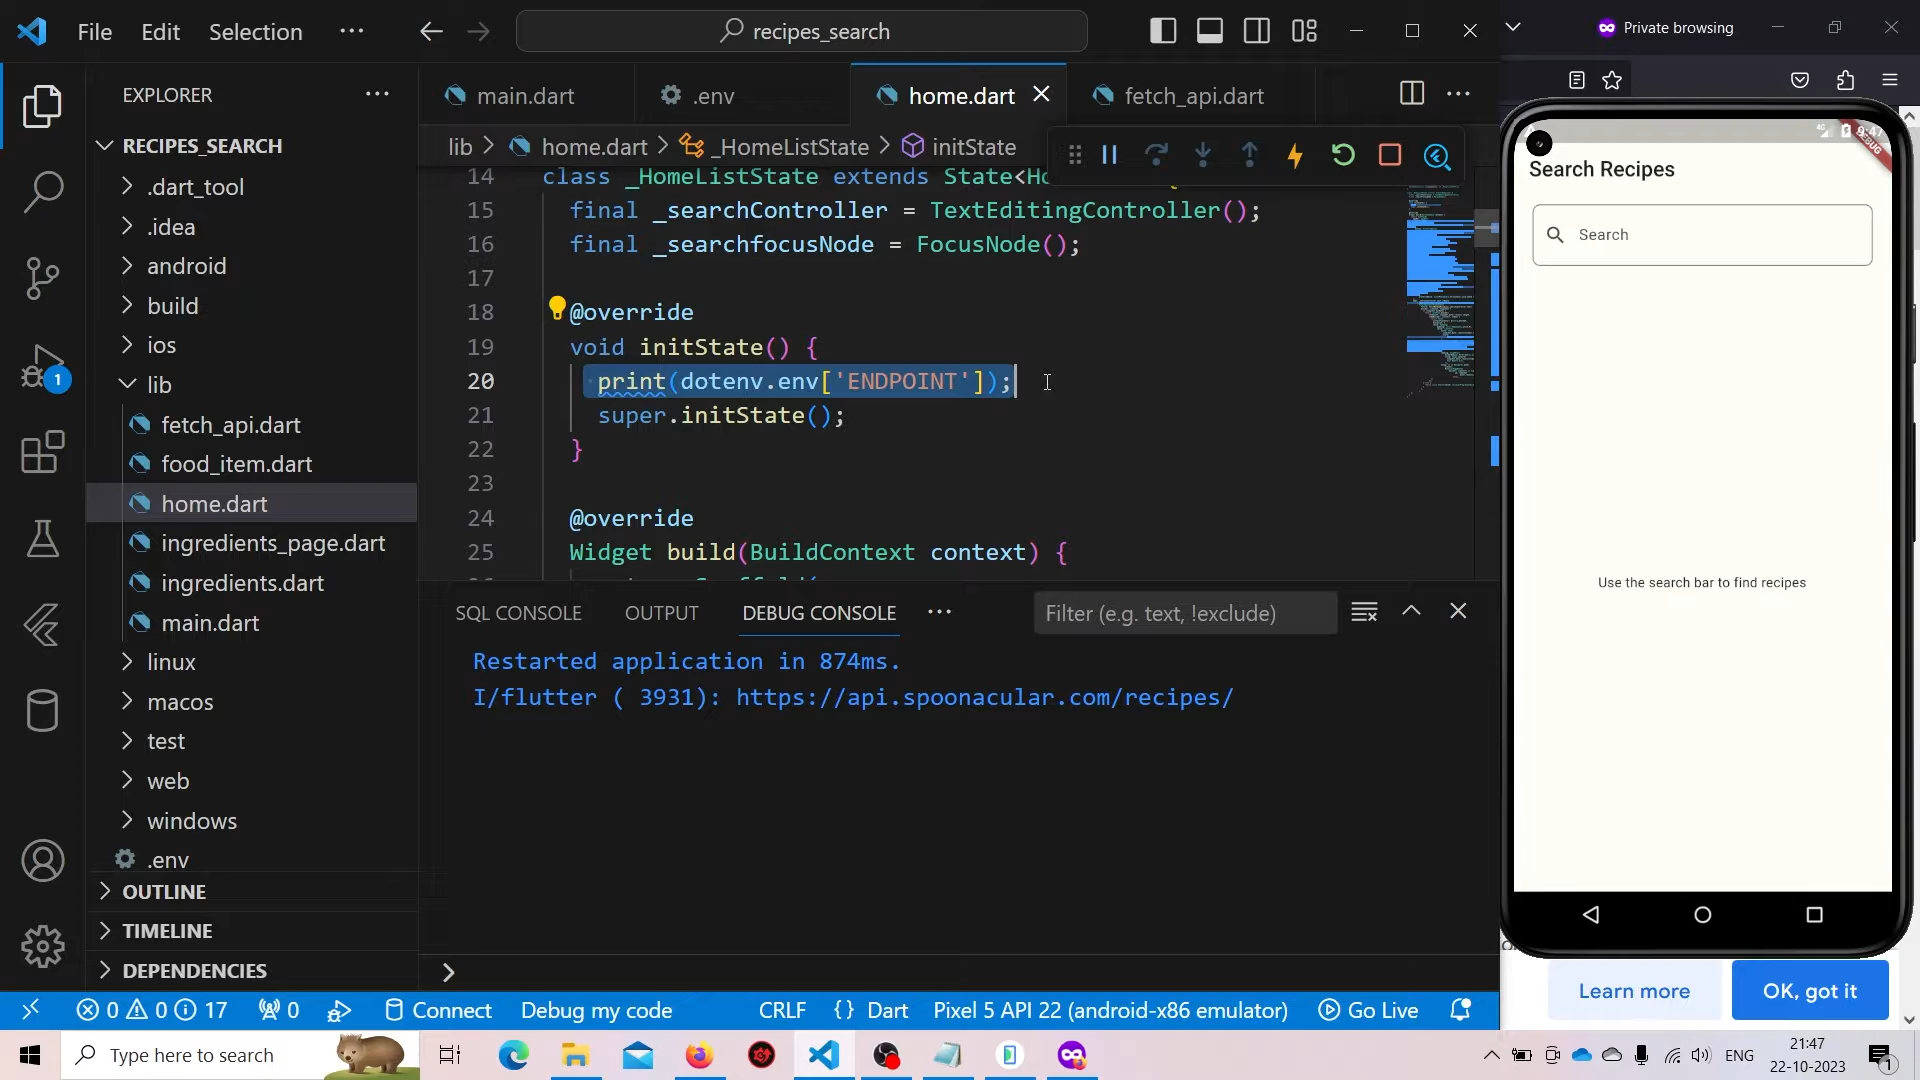 File Edit Selection ···
recipes_search
Private browsing
EXPLORER ···
main.dart .env home.dart fetch_api.dart ···
RECIPES_SEARCH
lib > home.dart > _HomeListState > initState
.dart_tool
.idea
android
build
ios
lib
fetch_api.dart
food_item.dart
home.dart
ingredients_page.dart
ingredients.dart
main.dart
linux
macos
test
web
windows
.env
OUTLINE
TIMELINE
DEPENDENCIES
14 class _HomeListState extends State<Ho
15 final _searchController = TextEditingController();
16 final _searchfocusNode = FocusNode();
17
18 @override
19 void initState() {
20 print(dotenv.env['ENDPOINT']);
21 super.initState();
22 }
23
24 @override
25 Widget build(BuildContext context) {
SQL CONSOLE OUTPUT DEBUG CONSOLE ··· Filter (e.g. text, !exclude)
Restarted application in 874ms.
I/flutter ( 3931): https://api.spoonacular.com/recipes/
4G 9:47
DEBUG
Search Recipes
Search
Use the search bar to find recipes
Learn more OK, got it
0 0 17 0 Connect Debug my code CRLF {} Dart Pixel 5 API 22 (android-x86 emulator) Go Live
1
Type here to search
ENG
21:47
22-10-2023
1